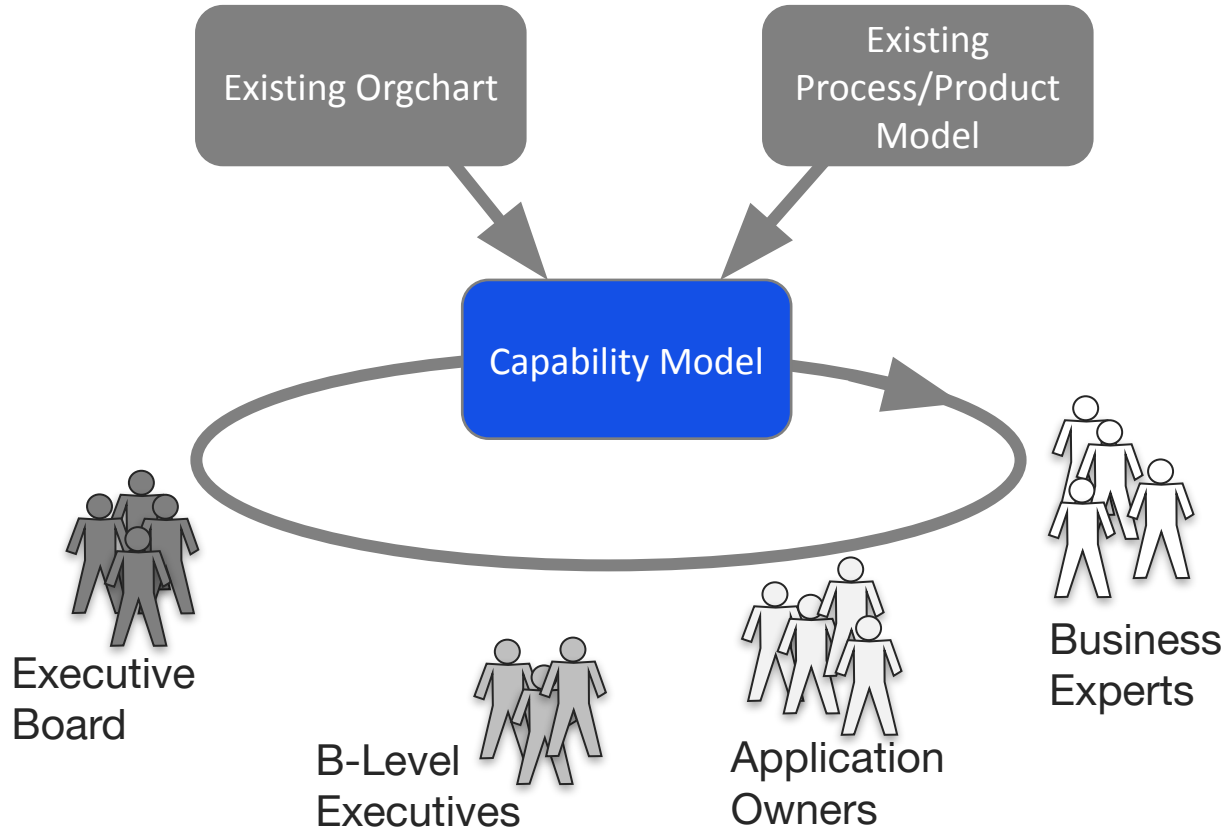 Existing Orgchart
Existing
Process/Product
Model
Capability Model
Executive
Board
B-Level
Executives
Application
Owners
Business
Experts